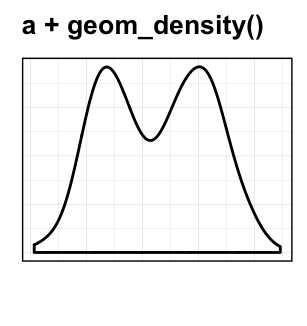 a + geom_density()